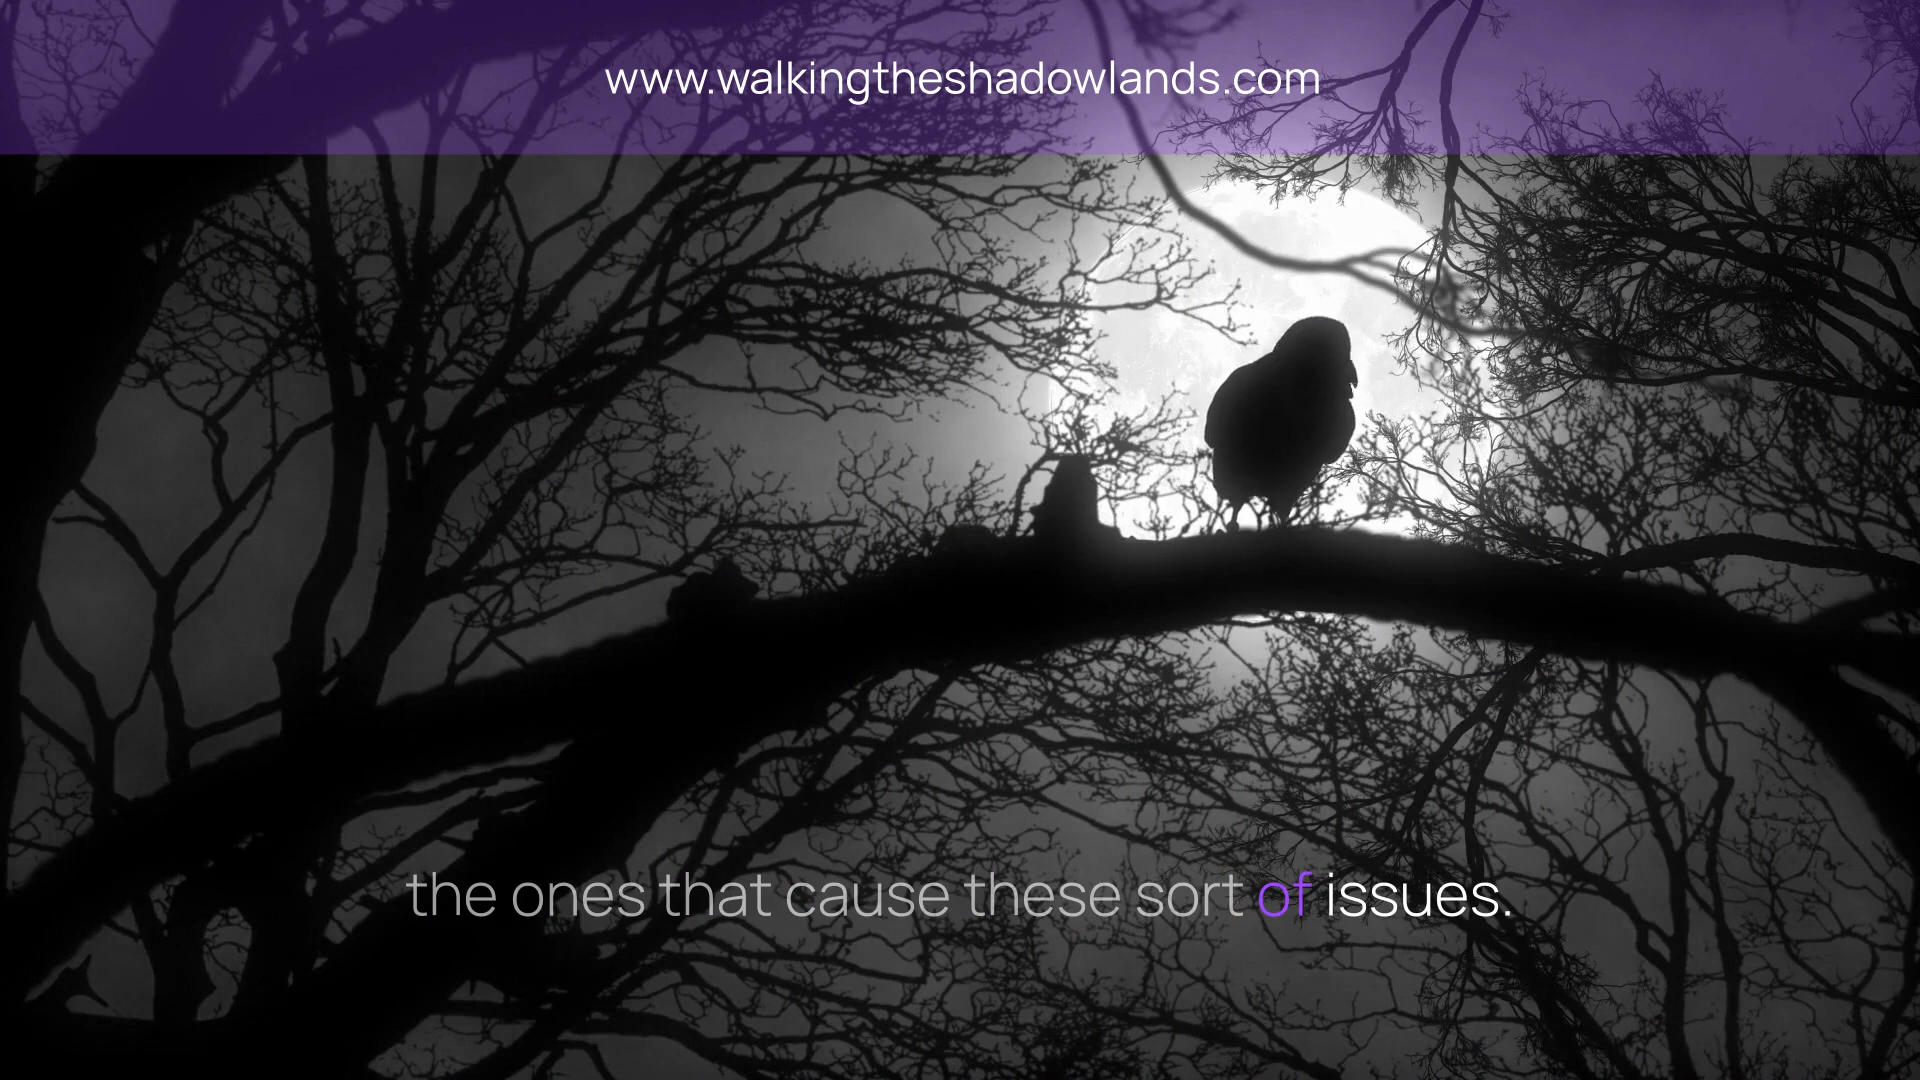 www.walkingtheshadowlands.com
the ones that cause these sort of issues.